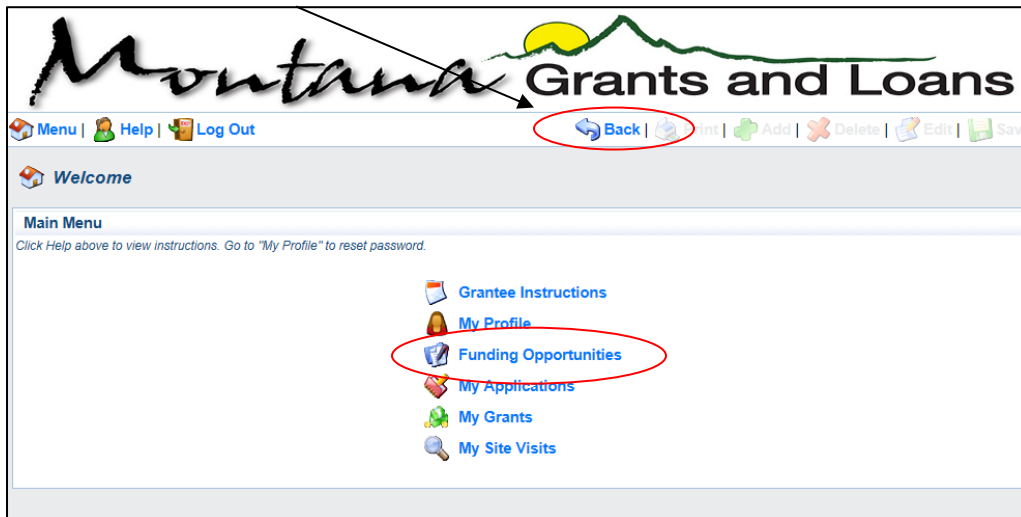 Montana Grants and Loans
Menu | Help | Log Out Back | Print | Add | Delete | Edit | Sav
Welcome
Main Menu
Click Help above to view instructions. Go to "My Profile" to reset password.
Grantee Instructions
My Profile
Funding Opportunities
My Applications
My Grants
My Site Visits